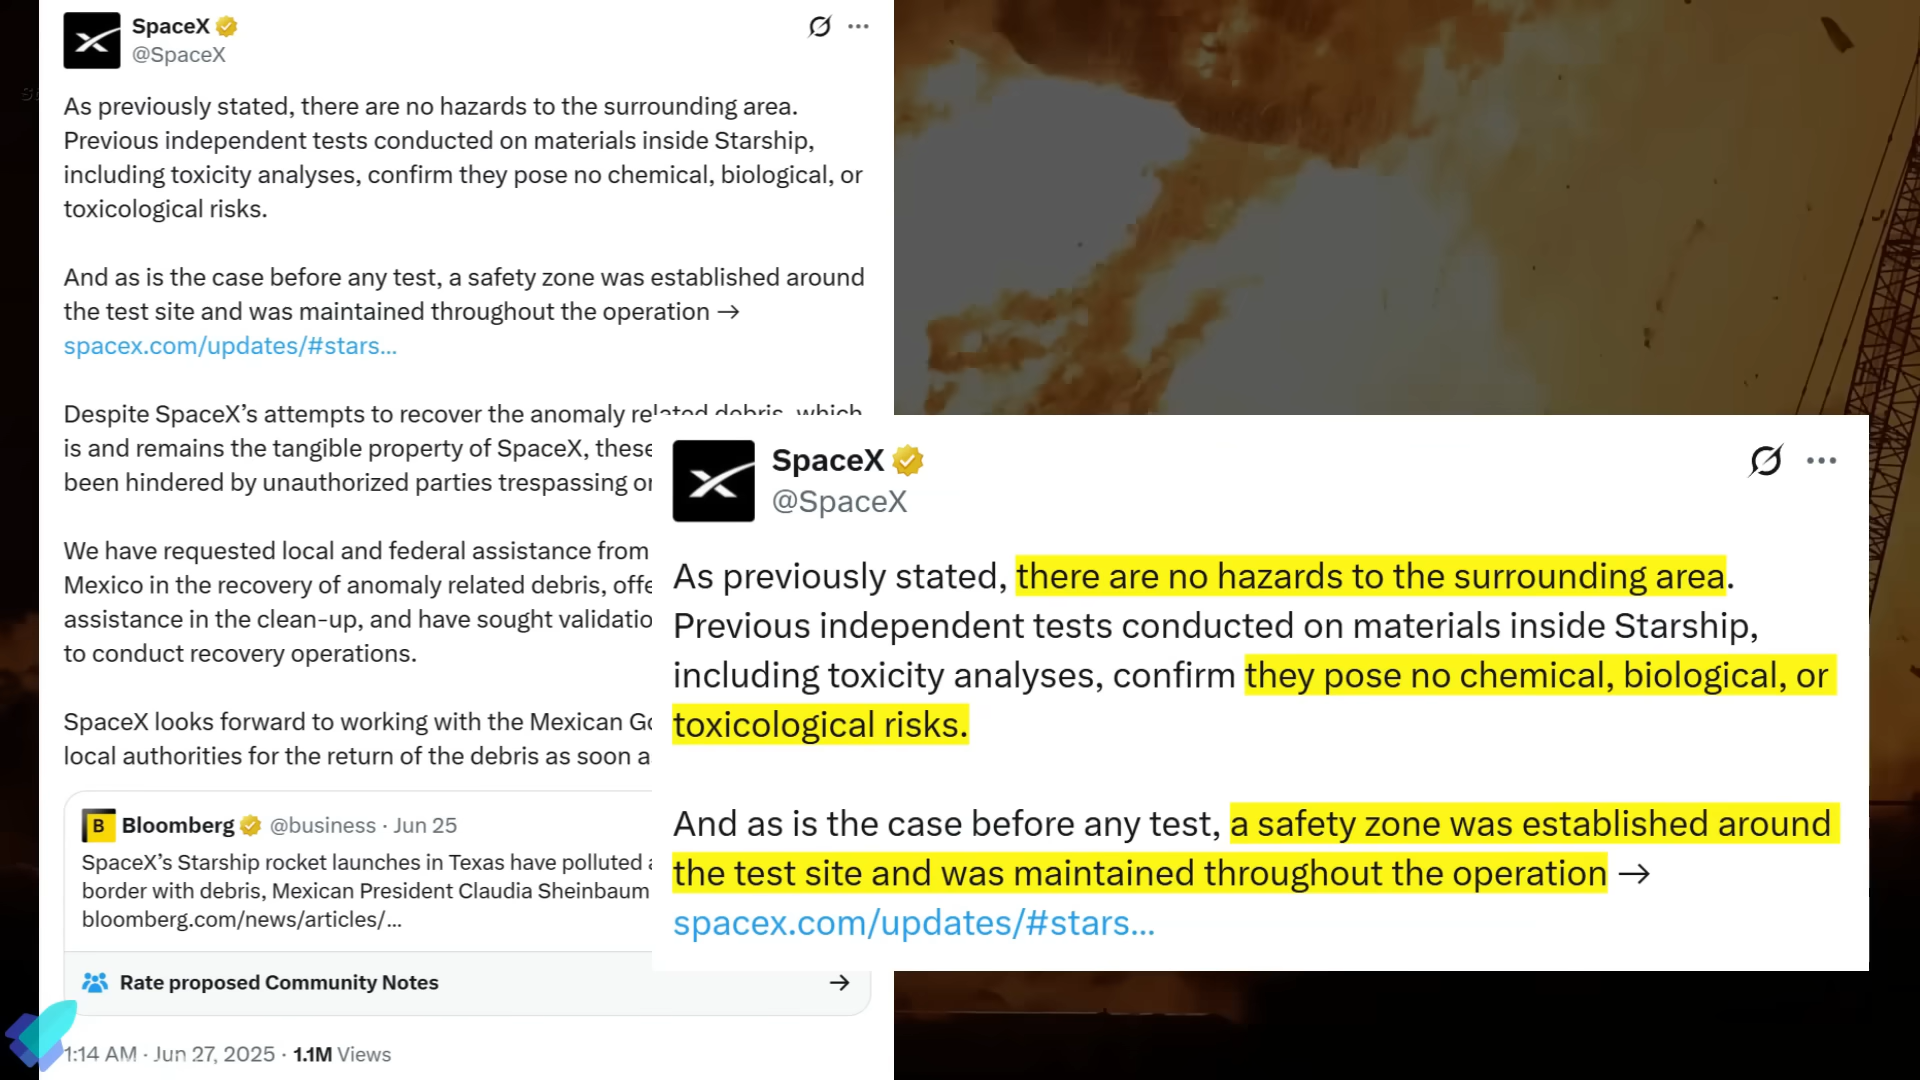 SpaceX
@SpaceX
As previously stated, there are no hazards to the surrounding area.
Previous independent tests conducted on materials inside Starship,
including toxicity analyses, confirm they pose no chemical, biological, or
toxicological risks.
And as is the case before any test, a safety zone was established around
the test site and was maintained throughout the operation →
spacex.com/updates/#stars...
Despite SpaceX’s attempts to recover the anomaly related debris, which
is and remains the tangible property of SpaceX, these
been hindered by unauthorized parties trespassing
We have requested local and federal assistance from
Mexico in the recovery of anomaly related debris,
assistance in the clean-up, and have sought
to conduct recovery operations.
SpaceX looks forward to working with the Mexican
local authorities for the return of the debris as soon
B
Bloomberg @business · Jun 25
SpaceX’s Starship rocket launches in Texas have polluted
border with debris, Mexican President Claudia Sheinbaum
bloomberg.com/news/articles/...
Rate proposed Community Notes →
1:14 AM · Jun 27, 2025 · 1.1M Views
SpaceX
@SpaceX
As previously stated, there are no hazards to the surrounding area.
Previous independent tests conducted on materials inside Starship,
including toxicity analyses, confirm they pose no chemical, biological, or
toxicological risks.
And as is the case before any test, a safety zone was established around
the test site and was maintained throughout the operation →
spacex.com/updates/#stars...